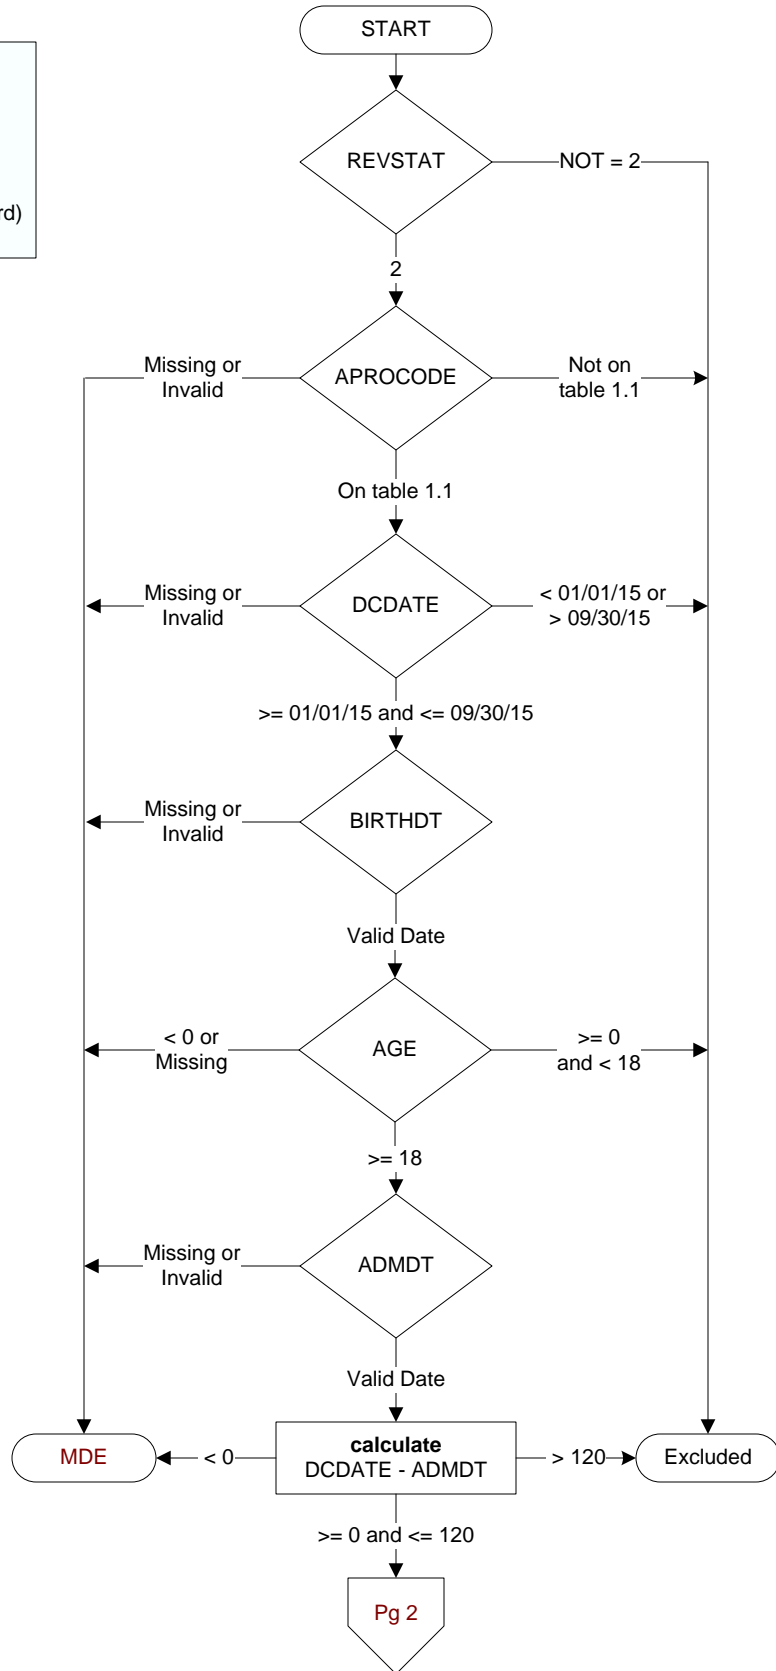 START
REVSTAT
NOT = 2
rd)
2
Missing or
Invalid
APROCODE
Not on
table 1.1
On table 1.1
Missing or
Invalid
DCDATE
< 01/01/15 or
> 09/30/15
>= 01/01/15 and <= 09/30/15
Missing or
Invalid
BIRTHDT
Valid Date
< 0 or
Missing
AGE
>= 0
and < 18
>= 18
Missing or
Invalid
ADMDT
Valid Date
MDE
< 0
calculate
DCDATE - ADMDT
> 120
Excluded
>= 0 and <= 120
Pg 2